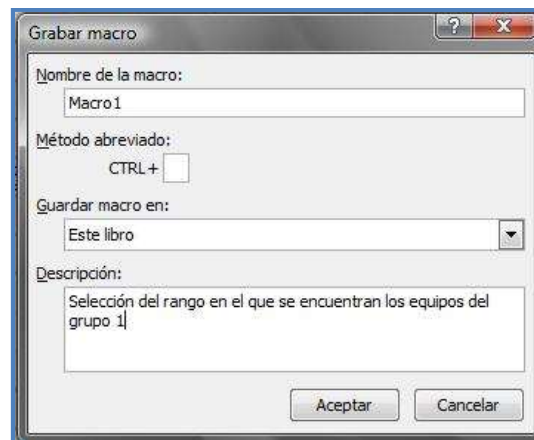 Grabar macro
Nombre de la macro:
Macro1
Método abreviado:
CTRL+
Guardar macro en:
Este libro
Descripción:
Selección del rango en el que se encuentran los equipos del
grupo 1
Aceptar Cancelar